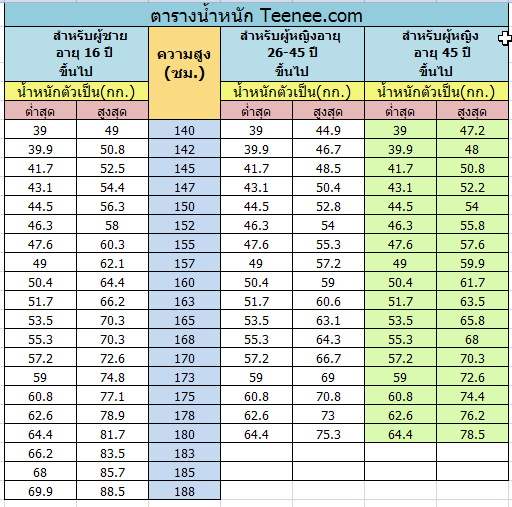 ตารางน้ำหนัก Teenee.com
สำหรับผู้ชาย อายุ 16 ปี ขึ้นไป
ความสูง (ซม.)
สำหรับผู้หญิงอายุ 26-45 ปี ขึ้นไป
สำหรับผู้หญิง อายุ 45 ปี ขึ้นไป
น้ำหนักตัวเป็น(กก.) น้ำหนักตัวเป็น(กก.) น้ำหนักตัวเป็น(กก.)
ต่ำสุด สูงสุด ต่ำสุด สูงสุด ต่ำสุด สูงสุด
39 49 140 39 44.9 39 47.2
39.9 50.8 142 39.9 46.7 39.9 48
41.7 52.5 145 41.7 48.5 41.7 50.8
43.1 54.4 147 43.1 50.4 43.1 52.2
44.5 56.3 150 44.5 52.8 44.5 54
46.3 58 152 46.3 54 46.3 55.8
47.6 60.3 155 47.6 55.3 47.6 57.6
49 62.1 157 49 57.2 49 59.9
50.4 64.4 160 50.4 59 50.4 61.7
51.7 66.2 163 51.7 60.6 51.7 63.5
53.5 70.3 165 53.5 63.1 53.5 65.8
55.3 70.3 168 55.3 64.3 55.3 68
57.2 72.6 170 57.2 66.7 57.2 70.3
59 74.8 173 59 69 59 72.6
60.8 77.1 175 60.8 70.8 60.8 74.4
62.6 78.9 178 62.6 73 62.6 76.2
64.4 81.7 180 64.4 75.3 64.4 78.5
66.2 83.5 183
68 85.7 185
69.9 88.5 188